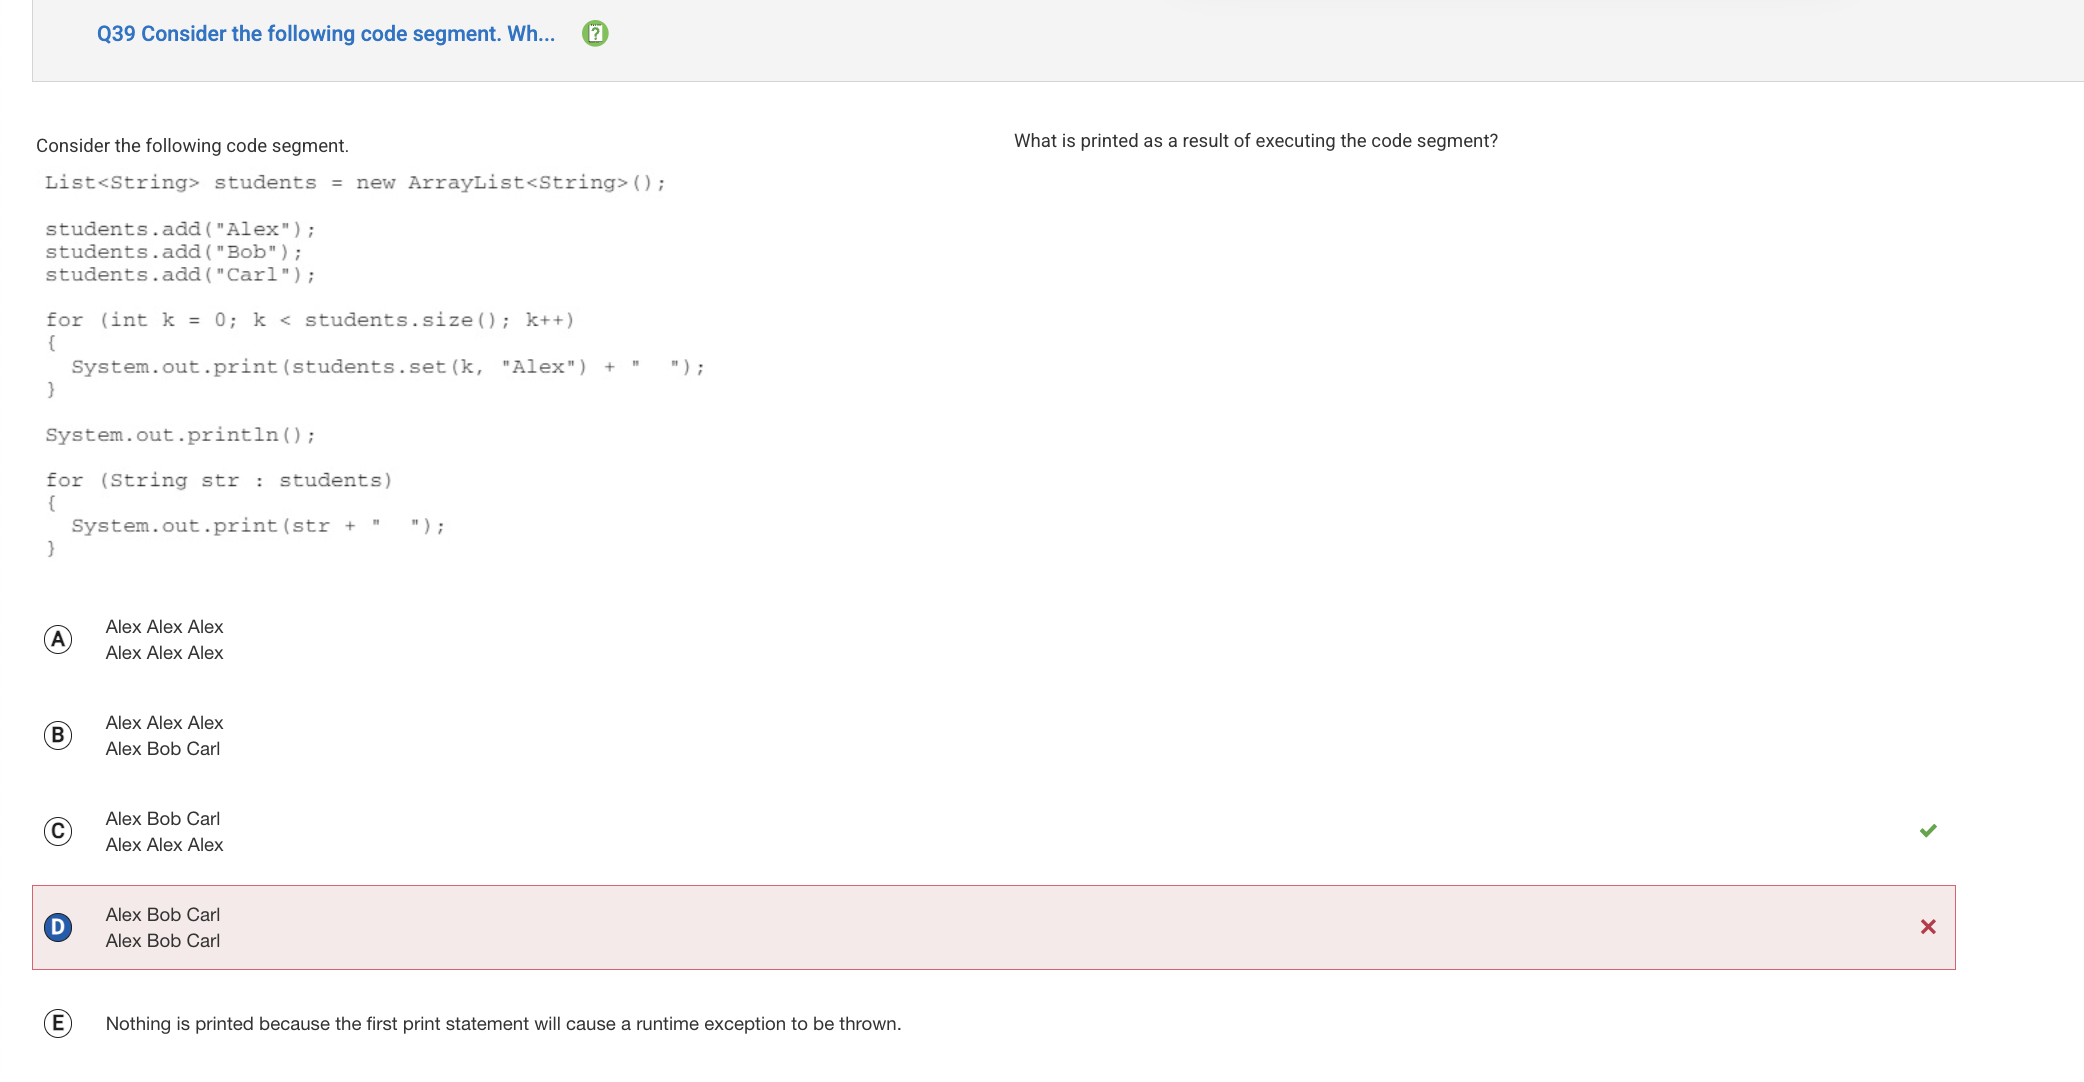 Q39 Consider the following code segment. Wh...
Consider the following code segment.
List<String> students = new ArrayList<String>();
students.add("Alex");
students.add("Bob");
students.add("Carl");
for (int k = 0; k < students.size(); k++)
{
  System.out.print(students.set(k, "Alex") + "  ");
}
System.out.println();
for (String str : students)
{
  System.out.print(str + "  ");
}
What is printed as a result of executing the code segment?
A
Alex Alex Alex
Alex Alex Alex
B
Alex Alex Alex
Alex Bob Carl
C
Alex Bob Carl
Alex Alex Alex
D
Alex Bob Carl
Alex Bob Carl
E
Nothing is printed because the first print statement will cause a runtime exception to be thrown.